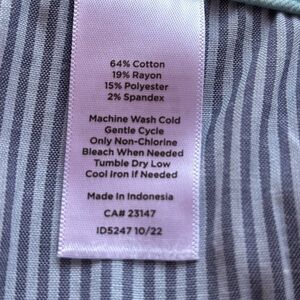 64% Cotton
19% Rayon
15% Polyester
2% Spandex
Machine Wash Cold
Gentle Cycle
Only Non-Chlorine
Bleach When Needed
Tumble Dry Low
Cool Iron if Needed
Made in Indonesia
CA# 23147
ID5247 10/22